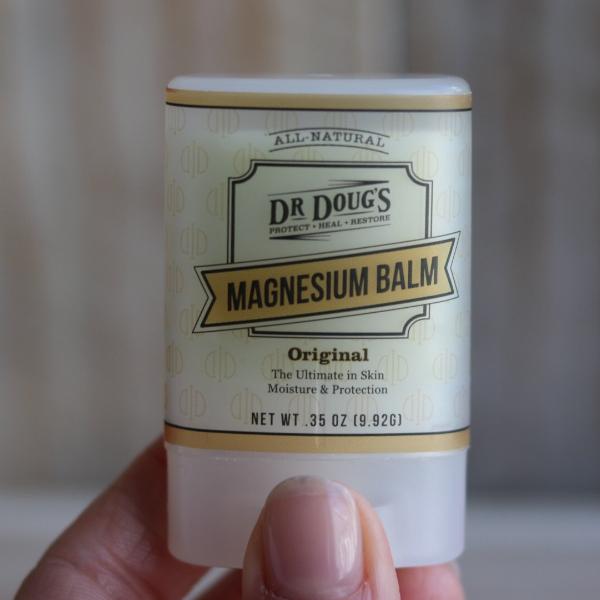 ALL-NATURAL
DR DOUG'S
PROTECT • HEAL • RESTORE
MAGNESIUM BALM
Original
The Ultimate in Skin
Moisture & Protection
NET WT .35 OZ (9.92G)